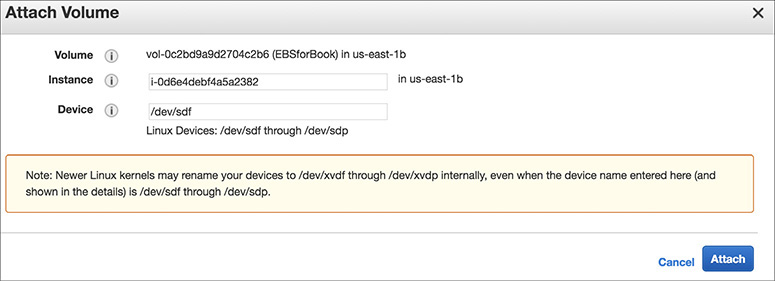 Attach Volume
Volume vol-0c2bd9a9d2704c2b6 (EBSforBook) in us-east-1b
Instance i-0d6e4debf4a5a2382 in us-east-1b
Device /dev/sdf
Linux Devices: /dev/sdf through /dev/sdp
Note: Newer Linux kernels may rename your devices to /dev/xvdf through /dev/xvdp internally, even when the device name entered here (and
shown in the details) is /dev/sdf through /dev/sdp.
Cancel Attach